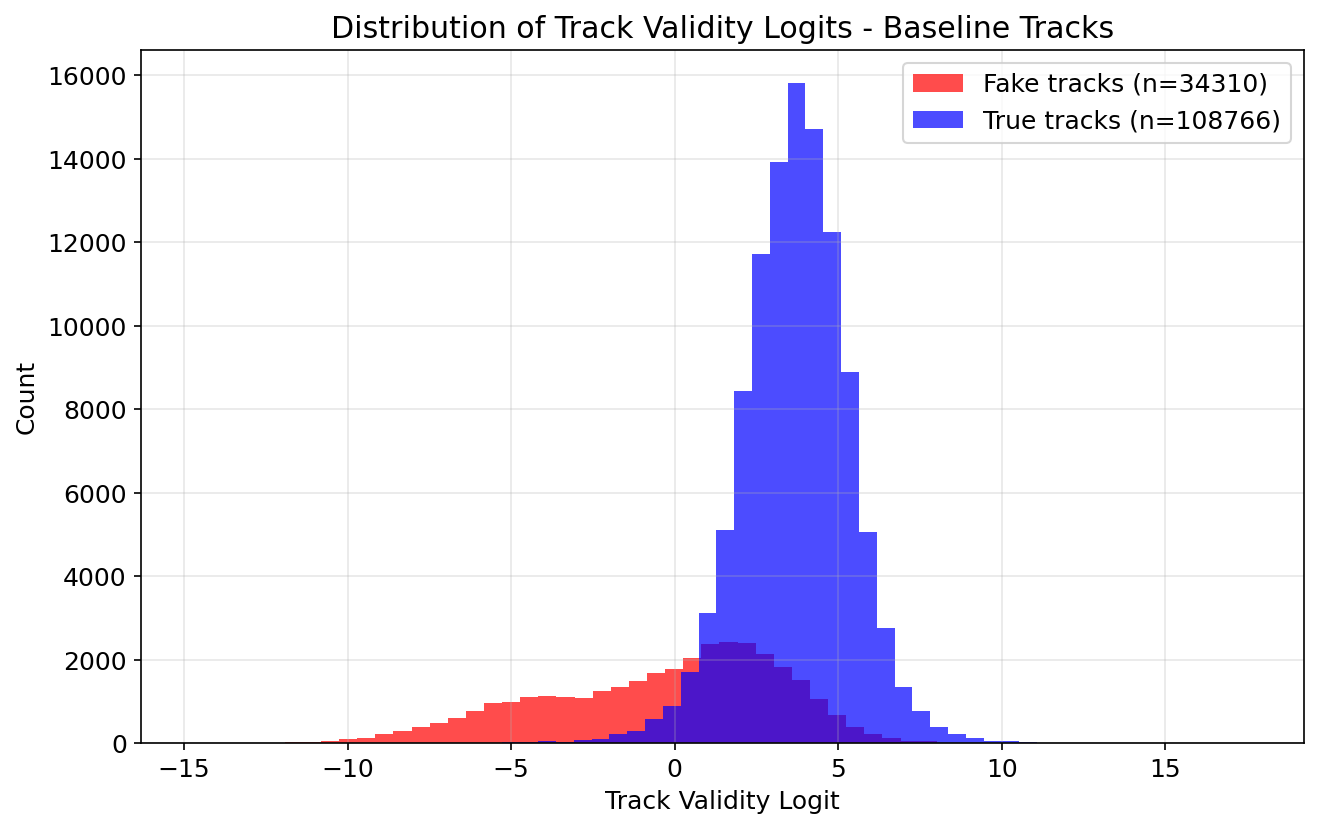 Distribution of Track Validity Logits - Baseline Tracks
Fake tracks (n=34310)
True tracks (n=108766)
16000
14000
12000
10000
8000
6000
4000
2000
0
Count
−15 −10 −5 0 5 10 15
Track Validity Logit